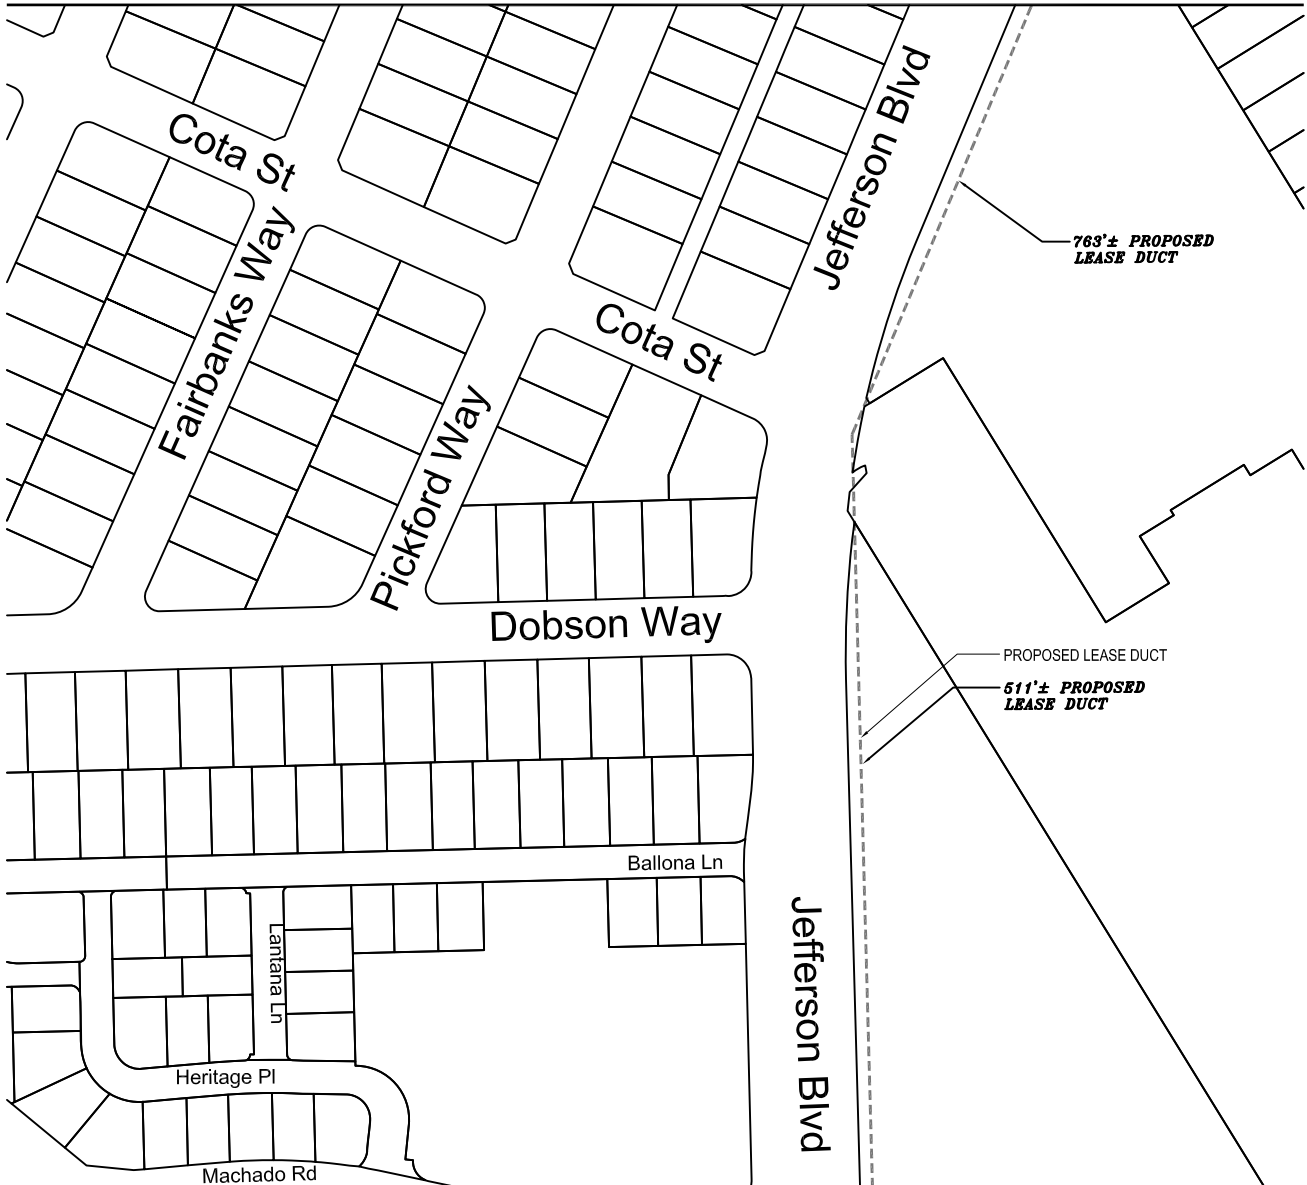 Jefferson Blvd
Cota St
763'± PROPOSED
LEASE DUCT
Fairbanks Way
Cota St
Pickford Way
Dobson Way
PROPOSED LEASE DUCT
511'± PROPOSED
LEASE DUCT
Ballona Ln
Jefferson Blvd
Lantana Ln
Heritage Pl
Machado Rd